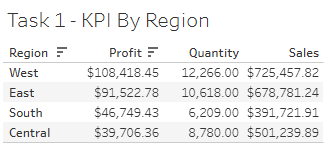 Task 1 - KPI By Region
Region Profit Quantity Sales
West $108,418.45 12,266.00 $725,457.82
East $91,522.78 10,618.00 $678,781.24
South $46,749.43 6,209.00 $391,721.91
Central $39,706.36 8,780.00 $501,239.89